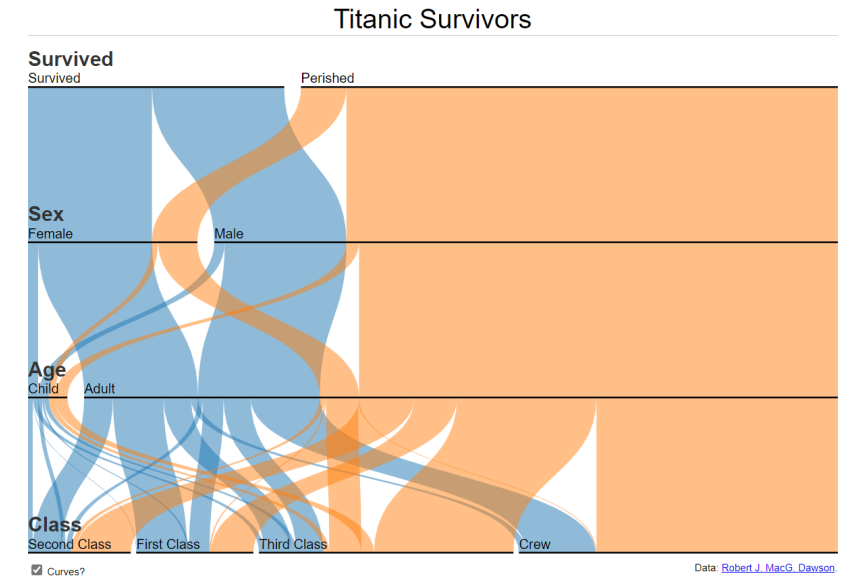 Titanic Survivors
Survived
Survived Perished
Sex
Female Male
Age
Child Adult
Class
Second Class First Class Third Class Crew
Curves? Data: Robert J. MacG. Dawson.